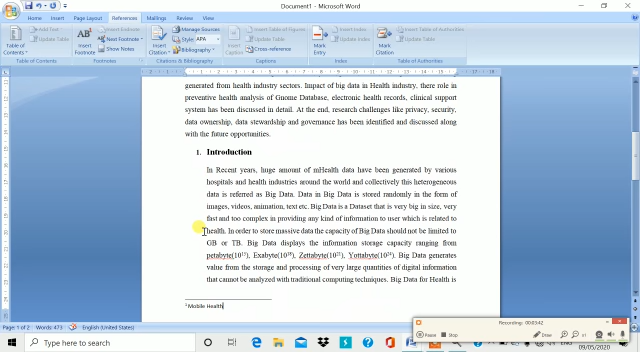 Document1 - Microsoft Word
Home Insert Page Layout References Mailings Review View
Table of Contents
Add Text
Update Table
Table of Contents
AB¹ Insert Footnote
Insert Endnote
Next Footnote
Show Notes
Footnotes
Insert Citation
Manage Sources
Style: APA
Bibliography
Citations & Bibliography
Insert Caption
Update Table
Cross-reference
Captions
Mark Entry
Insert Index
Update Index
Index
Mark Citation
Insert Table of Authorities
Update Table
Table of Authorities
generated from health industry sectors. Impact of big data in Health industry, there role in
preventive health analysis of Gnome Database, electronic health records, clinical support
system has been discussed in detail. At the end, research challenges like privacy, security,
data ownership, data stewardship and governance has been identified and discussed along
with the future opportunities.
1. Introduction
In Recent years, huge amount of mHealth data have been generated by various
hospitals and health industries around the world and collectively this heterogeneous
data is referred as Big Data. Data in Big Data is stored randomly in the form of
images, videos, animation, text etc. Big Data is a Dataset that is very big in size, very
fast and too complex in providing any kind of information to user which is related to
health. In order to store massive data the capacity of Big Data should not be limited to
GB or TB. Big Data displays the information storage capacity ranging from
petabyte(10¹⁵), Exabyte(10¹⁸), Zettabyte(10²¹), Yottabyte(10²⁴). Big Data generates
value from the storage and processing of very large quantities of digital information
that cannot be analyzed with traditional computing techniques. Big Data for Health is
Mobile Health
Page: 1 of 2 Words: 473 English (United States)
Recording: 00:03:42
Pause Stop
Type here to search
ENG
09/05/2020